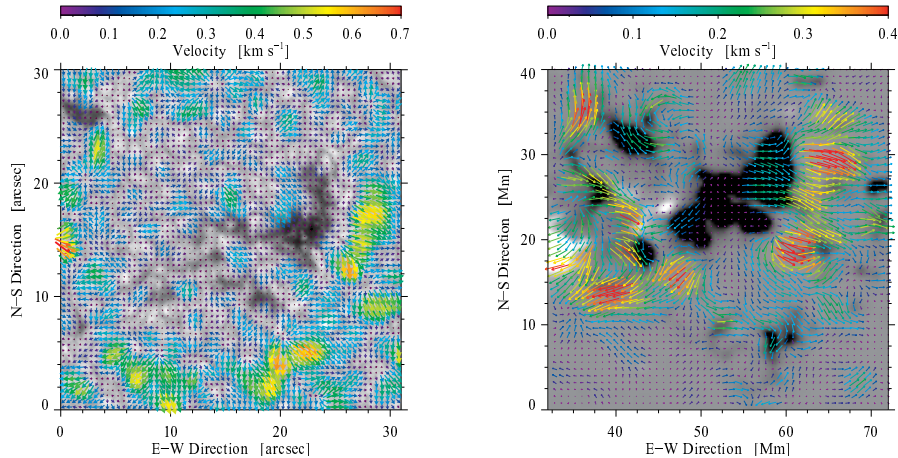 0.0 0.1 0.2 0.3 0.4 0.5 0.6 0.7
Velocity [km s⁻¹]
30
20
10
0
N−S Direction [arcsec]
0 10 20 30
E−W Direction [arcsec]
0.0 0.1 0.2 0.3 0.4
Velocity [km s⁻¹]
40
30
20
10
0
N−S Direction [Mm]
40 50 60 70
E−W Direction [Mm]